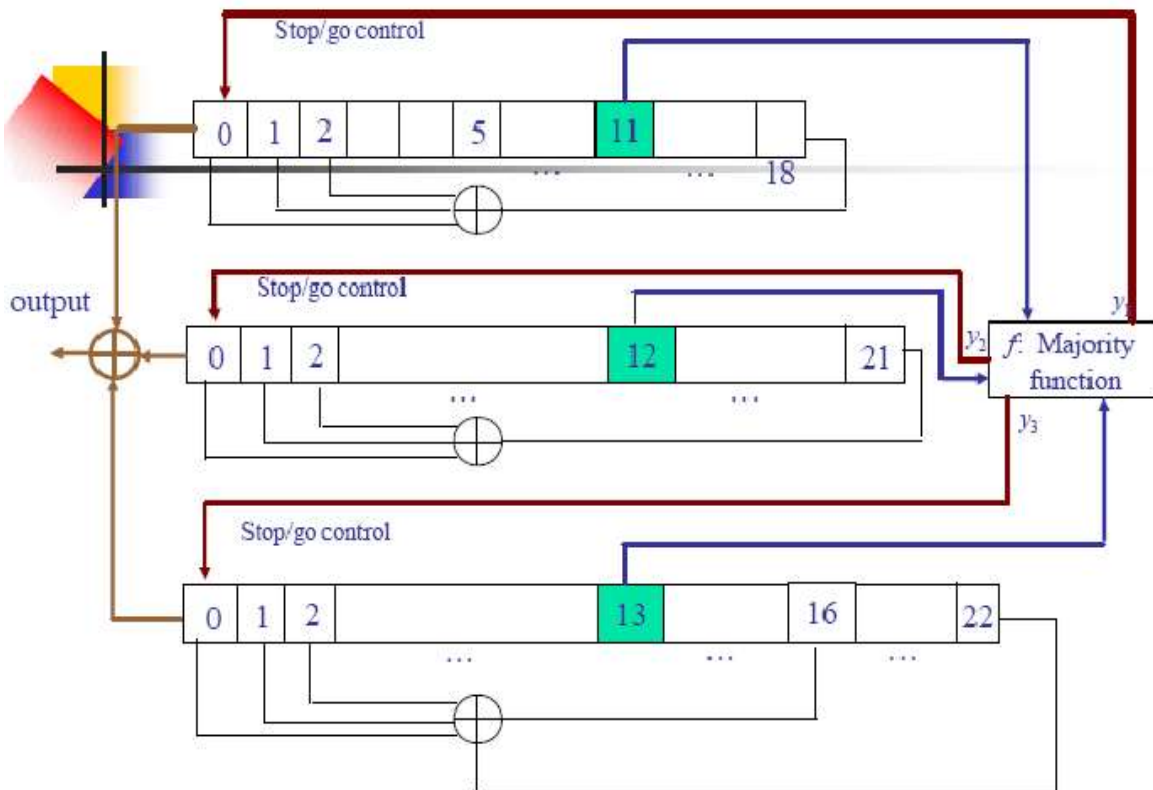 Stop/go control
0 1 2 5 11
... ... 18
output
Stop/go control
y₁
0 1 2 12 21
y₂
f: Majority
function
... ...
y₃
Stop/go control
0 1 2 13 16 22
... ... ...